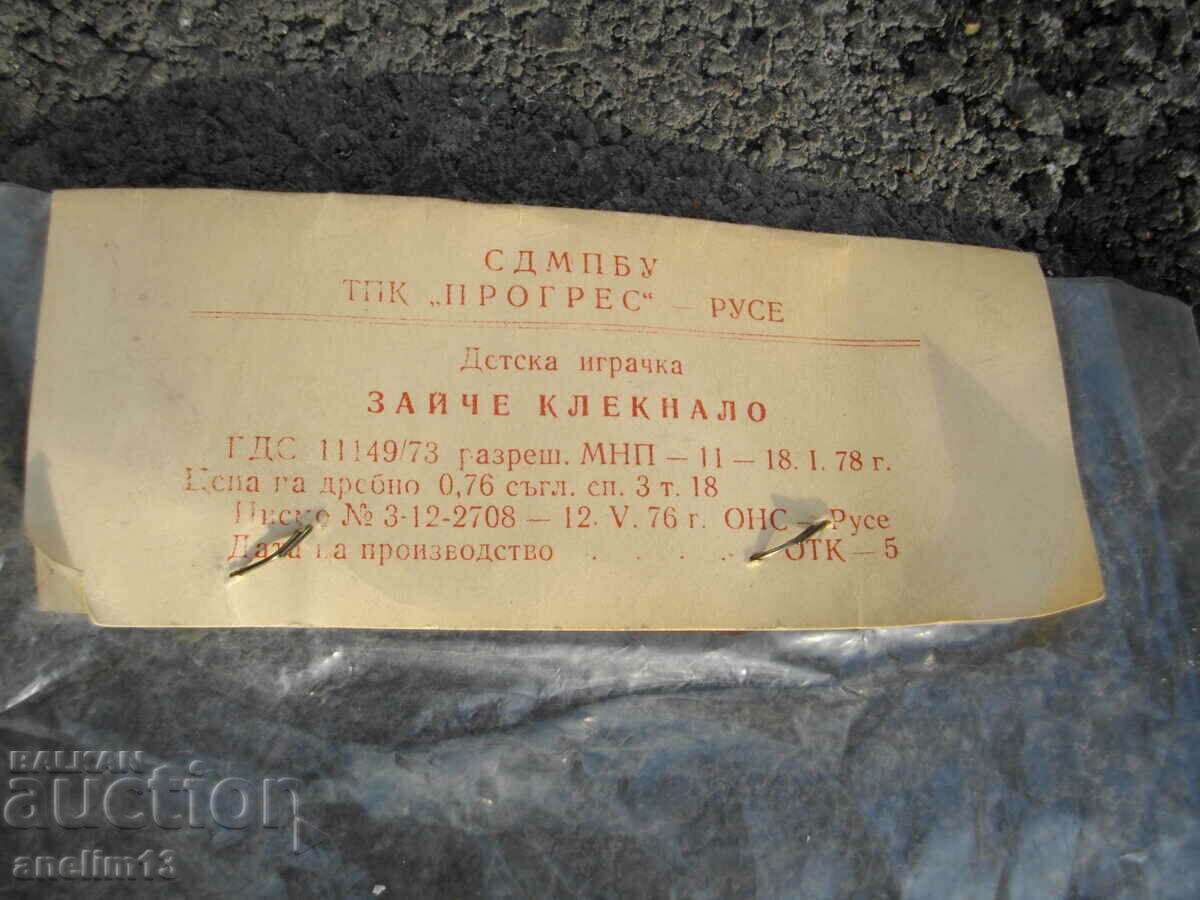 СДМПБУ
ТПК „ПРОГРЕС“ — РУСЕ
Детска играчка
ЗАЙЧЕ КЛЕКНАЛО
ГДС 11149/73 разреш. МНП — 11 — 18. I. 78 г.
Цена на дребно 0,76 съгл. сп. 3 т. 18
Писмо № 3-12-2708 — 12. V. 76 г. ОНС — Русе
Дата на производство . . . . ОТК — 5
BALKAN
auction
anelim13